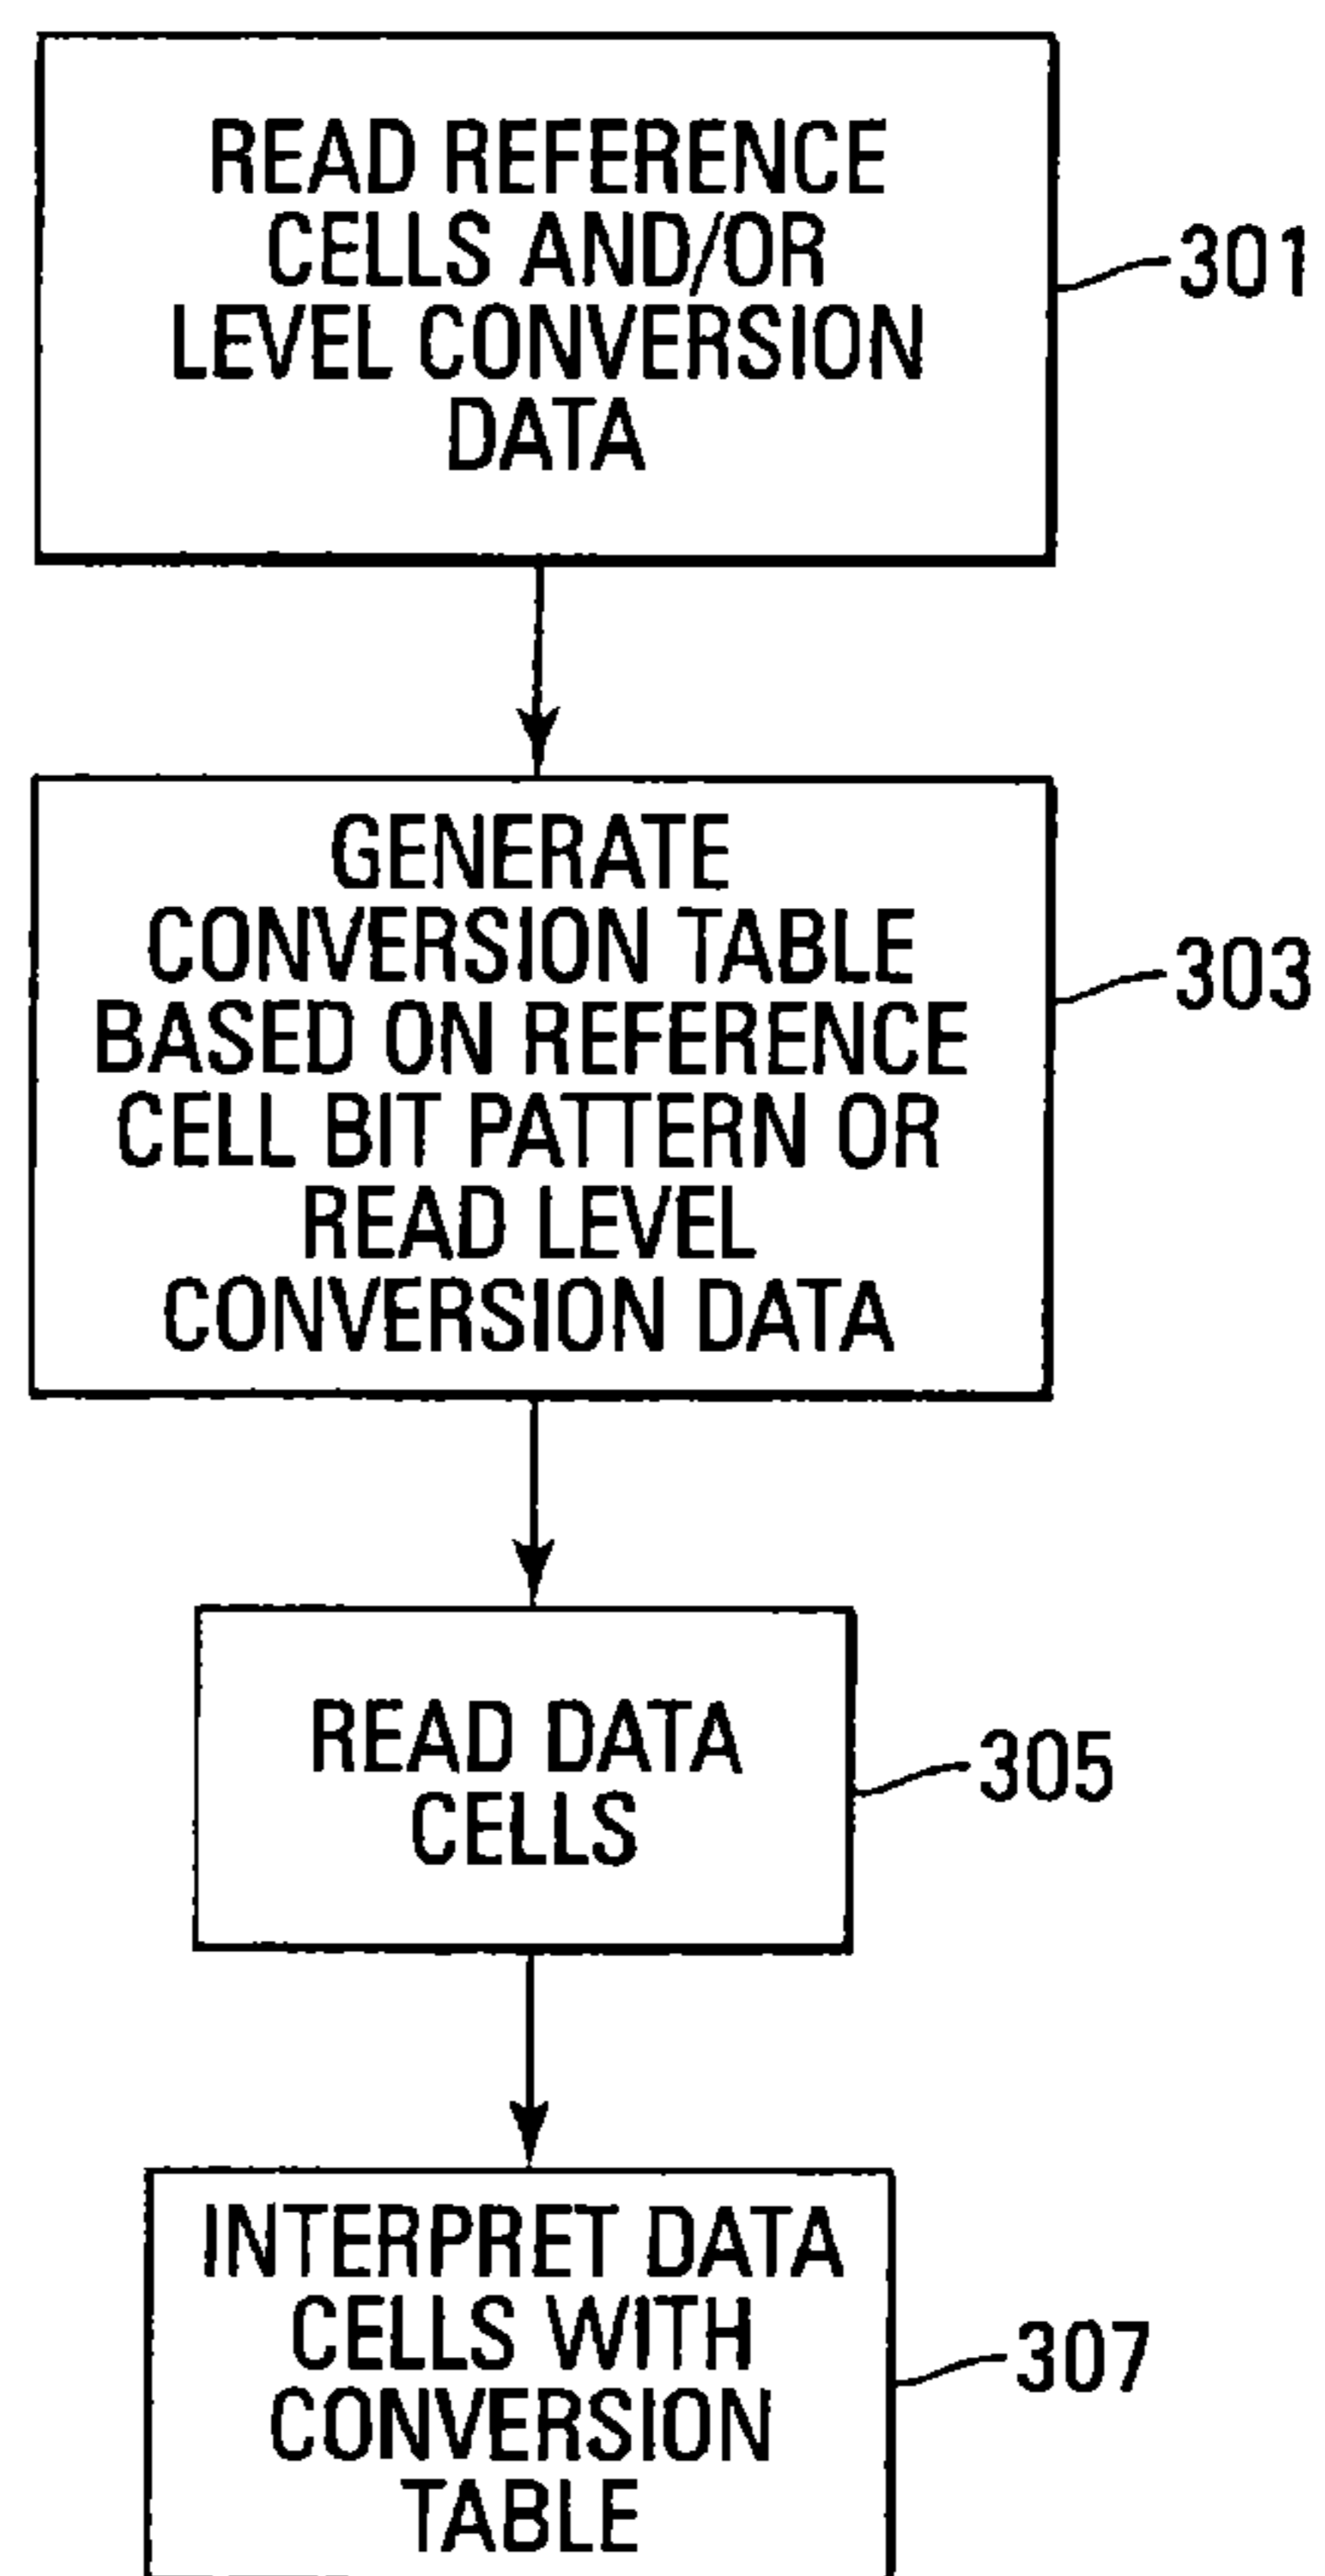 READ REFERENCE
CELLS AND/OR
LEVEL CONVERSION
DATA
301
GENERATE
CONVERSION TABLE
BASED ON REFERENCE
CELL BIT PATTERN OR
READ LEVEL
CONVERSION DATA
303
READ DATA
CELLS
305
INTERPRET DATA
CELLS WITH
CONVERSION
TABLE
307